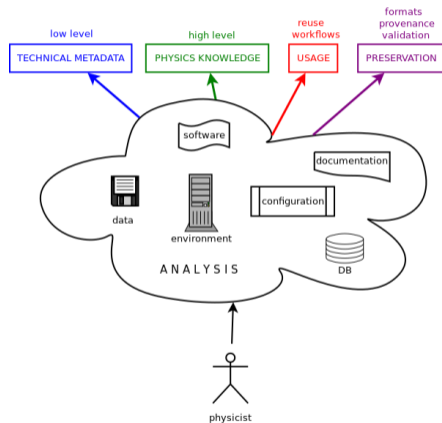 low level
high level
reuse
workflows
formats
provenance
validation
TECHNICAL METADATA
PHYSICS KNOWLEDGE
USAGE
PRESERVATION
software
documentation
data
environment
configuration
DB
ANALYSIS
physicist